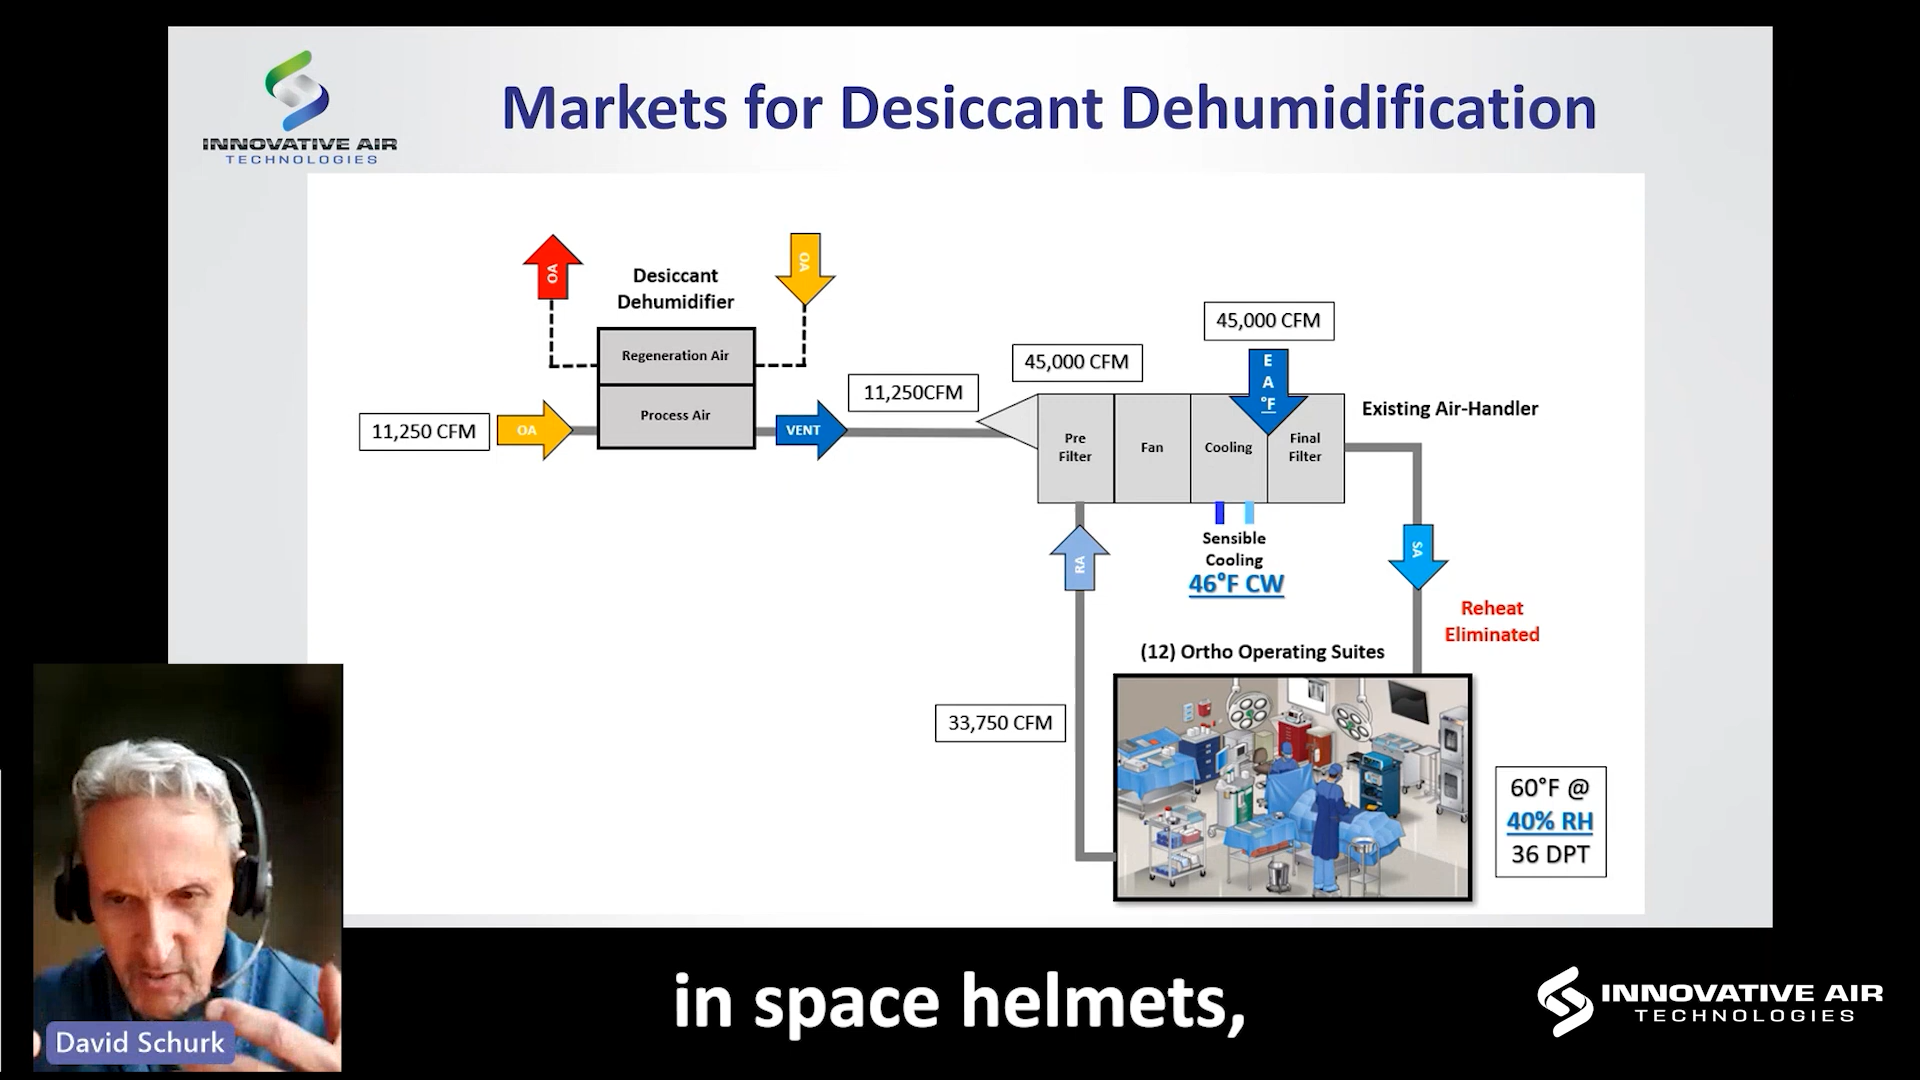 INNOVATIVE AIR
TECHNOLOGIES
Markets for Desiccant Dehumidification
OA
OA
Desiccant
Dehumidifier
Regeneration Air
Process Air
11,250 CFM
OA
VENT
11,250CFM
45,000 CFM
45,000 CFM
E
A
°F
Pre
Filter
Fan
Cooling
Final
Filter
Existing Air-Handler
Sensible
Cooling
46°F CW
RA
SA
Reheat
Eliminated
(12) Ortho Operating Suites
33,750 CFM
60°F @
40% RH
36 DPT
David Schurk
in space helmets,
INNOVATIVE AIR
TECHNOLOGIES